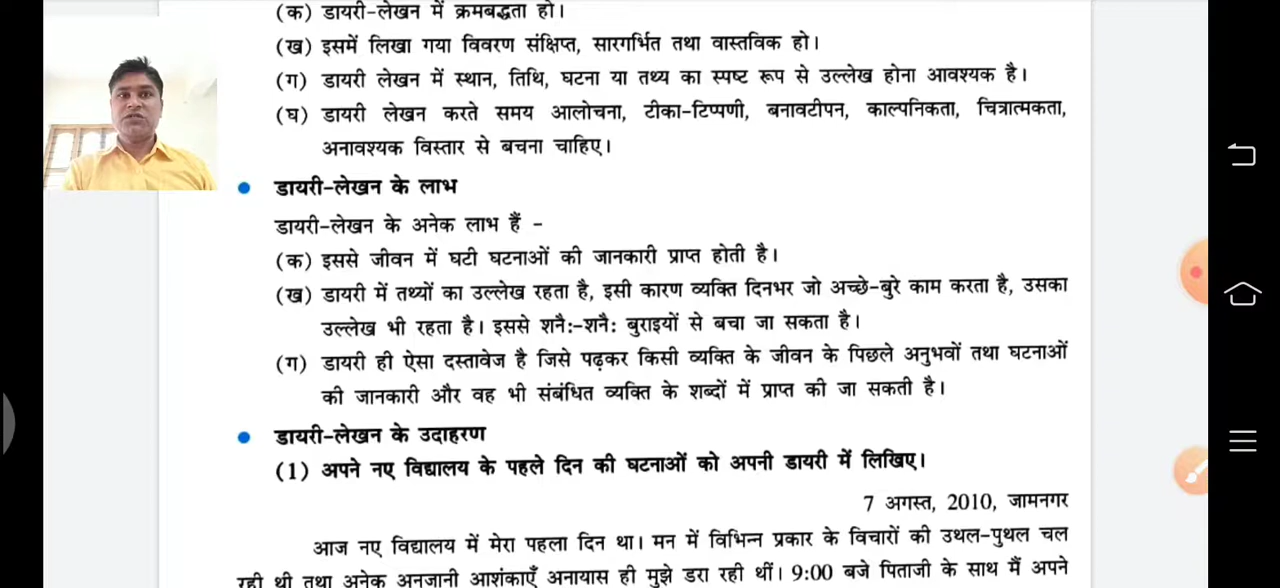 (क) डायरी-लेखन में क्रमबद्धता हो।
(ख) इसमें लिखा गया विवरण संक्षिप्त, सारगर्भित तथा वास्तविक हो।
(ग) डायरी लेखन में स्थान, तिथि, घटना या तथ्य का स्पष्ट रूप से उल्लेख होना आवश्यक है।
(घ) डायरी लेखन करते समय आलोचना, टीका-टिप्पणी, बनावटीपन, काल्पनिकता, चित्रात्मकता,
अनावश्यक विस्तार से बचना चाहिए।
• डायरी-लेखन के लाभ
डायरी-लेखन के अनेक लाभ हैं -
(क) इससे जीवन में घटी घटनाओं की जानकारी प्राप्त होती है।
(ख) डायरी में तथ्यों का उल्लेख रहता है, इसी कारण व्यक्ति दिनभर जो अच्छे-बुरे काम करता है, उसका
उल्लेख भी रहता है। इससे शनैः-शनैः बुराइयों से बचा जा सकता है।
(ग) डायरी ही ऐसा दस्तावेज है जिसे पढ़कर किसी व्यक्ति के जीवन के पिछले अनुभवों तथा घटनाओं
की जानकारी और वह भी संबंधित व्यक्ति के शब्दों में प्राप्त की जा सकती है।
• डायरी-लेखन के उदाहरण
(1) अपने नए विद्यालय के पहले दिन की घटनाओं को अपनी डायरी में लिखिए।
7 अगस्त, 2010, जामनगर
आज नए विद्यालय में मेरा पहला दिन था। मन में विभिन्न प्रकार के विचारों की उथल-पुथल चल
रही थी तथा अनेक अनजानी आशंकाएँ अनायास ही मुझे डरा रही थीं। 9:00 बजे पिताजी के साथ मैं अपने